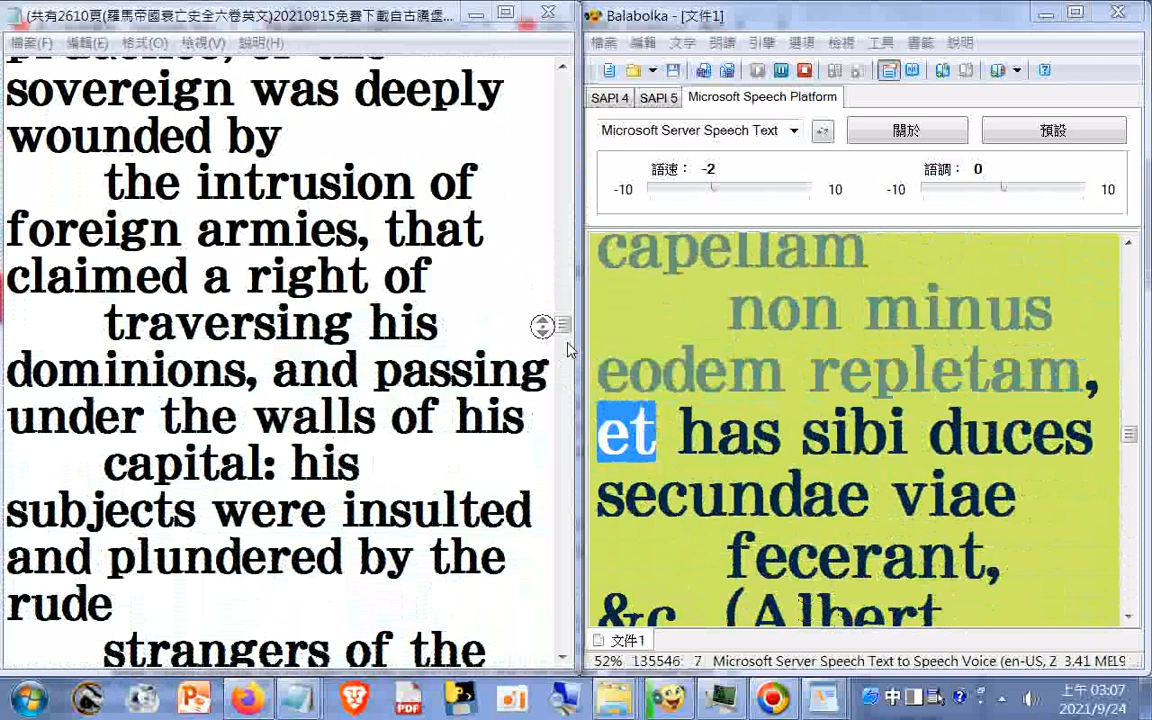 (共有2610頁(羅馬帝國衰亡史全六卷英文)20210915免費下載自古騰堡...
檔案(F) 編輯(E) 格式(O) 檢視(V) 說明(H)
sovereign was deeply
wounded by
the intrusion of
foreign armies, that
claimed a right of
traversing his
dominions, and passing
under the walls of his
capital: his
subjects were insulted
and plundered by the
rude
strangers of the
Balabolka - [文件1]
檔案 編輯 文字 朗讀 引擎 選項 檢視 工具 書籤 說明
SAPI 4 SAPI 5 Microsoft Speech Platform
Microsoft Server Speech Text 關於 預設
語速： -2 語調： 0
-10 10 -10 10
capellam
non minus
eodem repletam,
et has sibi duces
secundae viae
fecerant,
&c. (Albert
文件1
52% 135546: 7 Microsoft Server Speech Text to Speech Voice (en-US, Z 3.41 MB
中
上午 03:07
2021/9/24